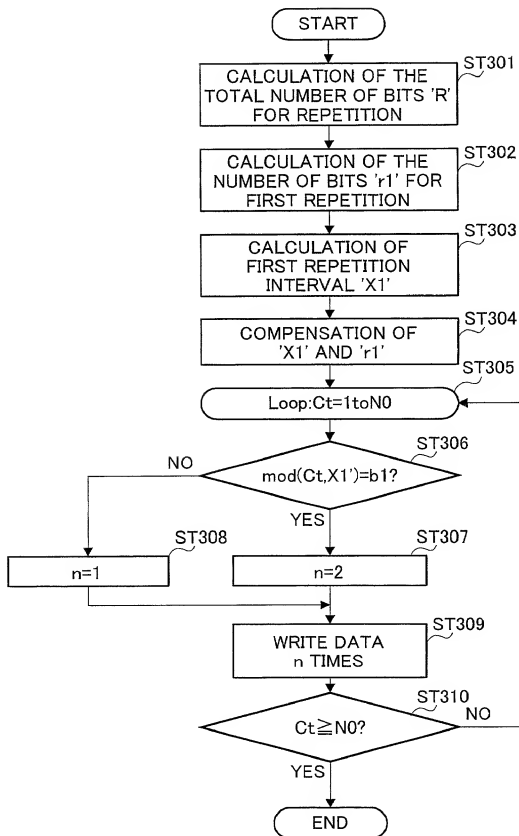 START
ST301
CALCULATION OF THE
TOTAL NUMBER OF BITS 'R'
FOR REPETITION
ST302
CALCULATION OF THE
NUMBER OF BITS 'r1' FOR
FIRST REPETITION
ST303
CALCULATION OF
FIRST REPETITION
INTERVAL 'X1'
ST304
COMPENSATION OF
'X1' AND 'r1'
ST305
Loop:Ct=1toN0
ST306
NO
mod(Ct,X1')=b1?
YES
ST308
ST307
n=1
n=2
ST309
WRITE DATA
n TIMES
ST310
NO
Ct≧N0?
YES
END